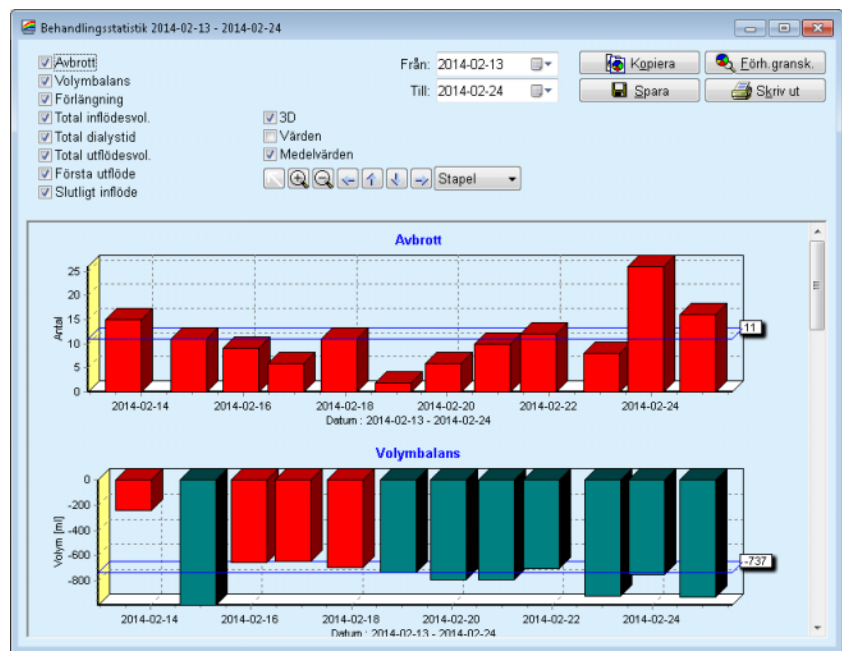 Behandlingsstatistik 2014-02-13 - 2014-02-24
Avbrott
Volymbalans
Förlängning
Total inflödesvol.
Total dialystid
Total utflödesvol.
Första utflöde
Slutligt inflöde
3D
Värden
Medelvärden
Stapel
Från: 2014-02-13
Till: 2014-02-24
Kopiera
Förh.gransk.
Spara
Skriv ut
Avbrott
Antal
25
20
15
10
5
0
11
2014-02-14 2014-02-16 2014-02-18 2014-02-20 2014-02-22 2014-02-24
Datum : 2014-02-13 - 2014-02-24
Volymbalans
Volym [ml]
0
-200
-400
-600
-800
-737
2014-02-14 2014-02-16 2014-02-18 2014-02-20 2014-02-22 2014-02-24
Datum : 2014-02-13 - 2014-02-24